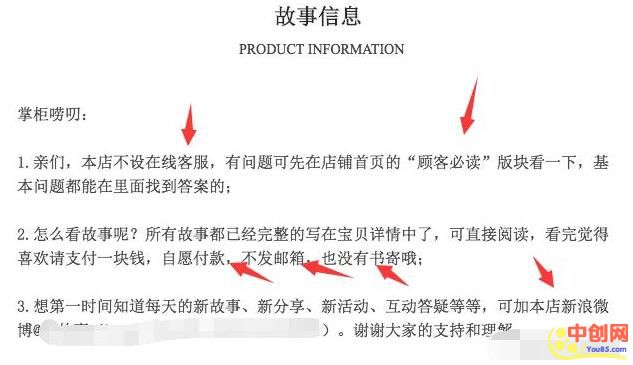 故事信息
PRODUCT INFORMATION
掌柜唠叨:
1.亲们，本店不设在线客服，有问题可先在店铺首页的“顾客必读”版块看一下，基
本问题都能在里面找到答案的；
2.怎么看故事呢？所有故事都已经完整的写在宝贝详情中了，可直接阅读，看完觉得
喜欢请支付一块钱，自愿付款，不发邮箱，也没有书寄哦；
3.想第一时间知道每天的新故事、新分享、新活动、互动答疑等等，可加本店新浪微
博@ ）。谢谢大家的支持和理解
中创网
You85.com